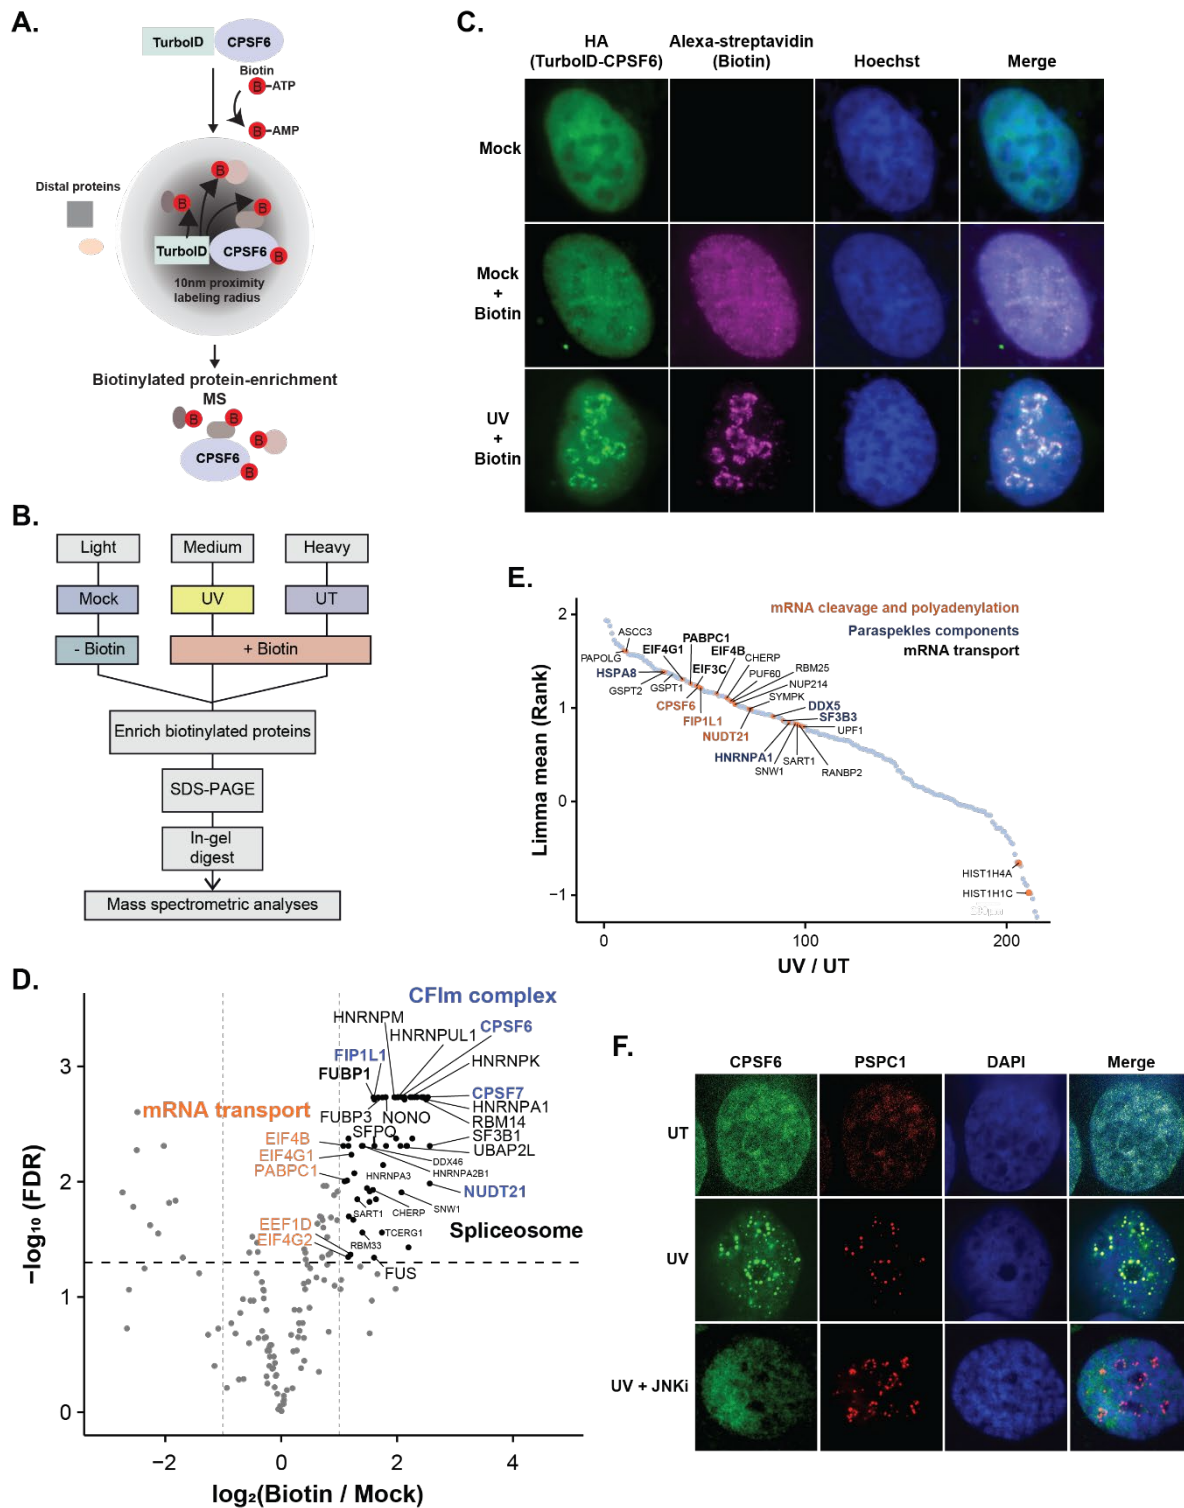 A.
TurboID
CPSF6
Biotin
B
-ATP
B
-AMP
Distal proteins
B
B
B
TurboID
CPSF6
B
10nm proximity
labeling radius
Biotinylated protein-enrichment
MS
B
B
B
CPSF6
B
B.
Light
Medium
Heavy
Mock
UV
UT
- Biotin
+ Biotin
Enrich biotinylated proteins
SDS-PAGE
In-gel
digest
Mass spectrometric analyses
C.
HA
(TurboID-CPSF6)
Alexa-streptavidin
(Biotin)
Hoechst
Merge
Mock
Mock
+
Biotin
UV
+
Biotin
E.
mRNA cleavage and polyadenylation
Paraspekles components
mRNA transport
Limma mean (Rank)
2
1
0
−1
ASCC3
PAPOLG
HSPA8
GSPT2
GSPT1
EIF4G1
PABPC1
EIF3C
EIF4B
CHERP
PUF60
RBM25
NUP214
SYMPK
CPSF6
FIP1L1
NUDT21
DDX5
SF3B3
UPF1
HNRNPA1
SNW1
SART1
RANBP2
HIST1H4A
HIST1H1C
0
100
200
UV / UT
D.
CFIm complex
HNRNPM
HNRNPUL1
CPSF6
FIP1L1
HNRNPK
FUBP1
CPSF7
mRNA transport
FUBP3
NONO
HNRNPA1
RBM14
SFPQ
EIF4B
SF3B1
EIF4G1
UBAP2L
DDX46
HNRNPA2B1
PABPC1
HNRNPA3
NUDT21
SART1
CHERP
SNW1
Spliceosome
EEF1D
TCERG1
EIF4G2
RBM33
FUS
−log₁₀ (FDR)
3
2
1
0
−2
0
2
4
log₂(Biotin / Mock)
F.
CPSF6
PSPC1
DAPI
Merge
UT
UV
UV + JNKi